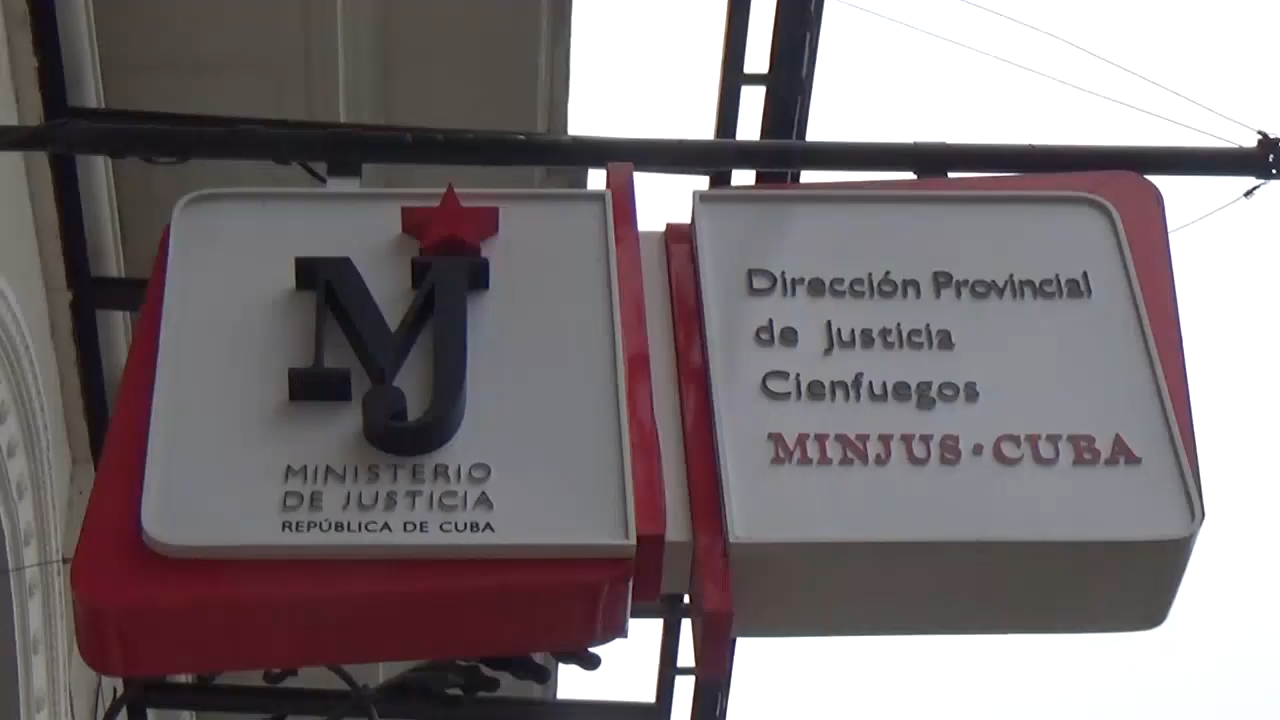 MJ
MINISTERIO
DE JUSTICIA
REPÚBLICA DE CUBA
Dirección Provincial
de Justicia
Cienfuegos
MINJUS·CUBA